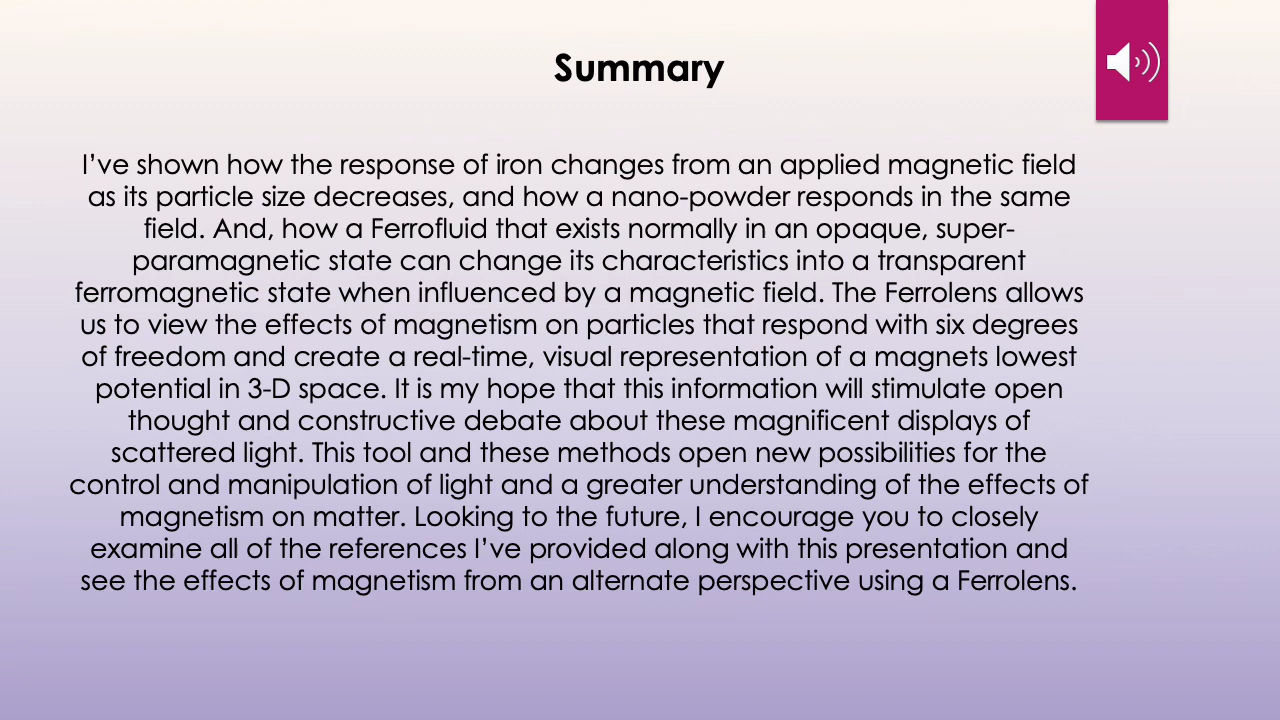 Summary
I’ve shown how the response of iron changes from an applied magnetic field
as its particle size decreases, and how a nano-powder responds in the same
field. And, how a Ferrofluid that exists normally in an opaque, super-
paramagnetic state can change its characteristics into a transparent
ferromagnetic state when influenced by a magnetic field. The Ferrolens allows
us to view the effects of magnetism on particles that respond with six degrees
of freedom and create a real-time, visual representation of a magnets lowest
potential in 3-D space. It is my hope that this information will stimulate open
thought and constructive debate about these magnificent displays of
scattered light. This tool and these methods open new possibilities for the
control and manipulation of light and a greater understanding of the effects of
magnetism on matter. Looking to the future, I encourage you to closely
examine all of the references I’ve provided along with this presentation and
see the effects of magnetism from an alternate perspective using a Ferrolens.